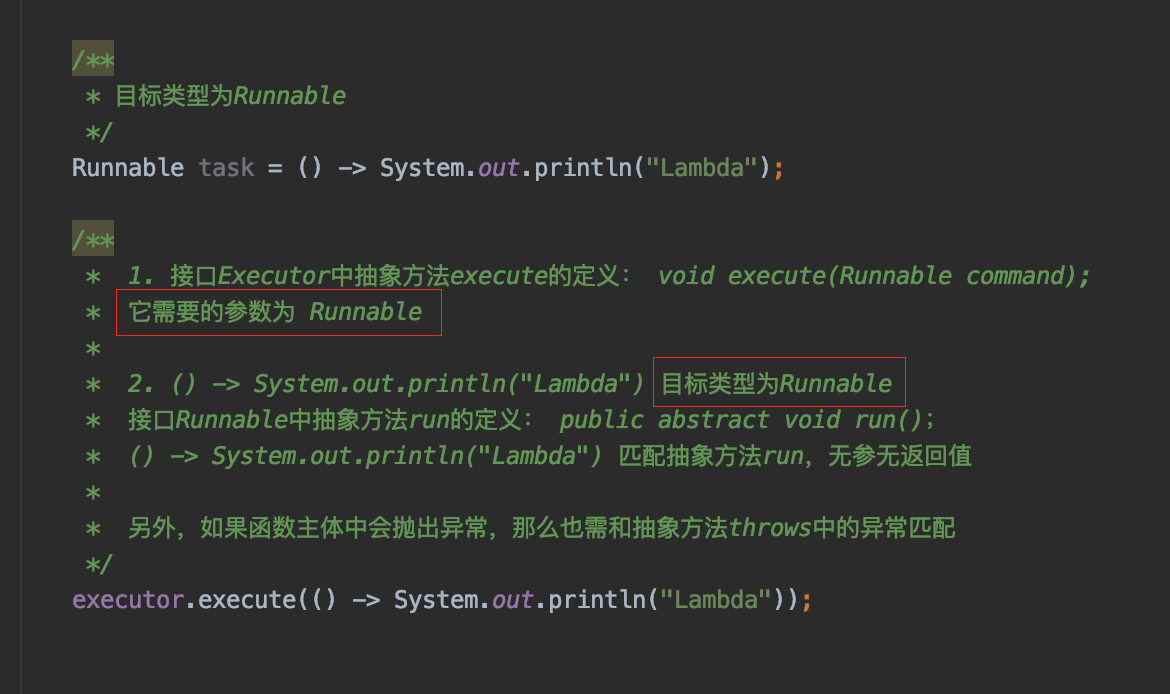 /**
 * 目标类型为Runnable
 */
Runnable task = () -> System.out.println("Lambda");
/**
 *  1. 接口Executor中抽象方法execute的定义： void execute(Runnable command);
 *  它需要的参数为 Runnable
 *
 *  2. () -> System.out.println("Lambda") 目标类型为Runnable
 *  接口Runnable中抽象方法run的定义： public abstract void run()；
 *  () -> System.out.println("Lambda") 匹配抽象方法run，无参无返回值
 *
 *  另外，如果函数主体中会抛出异常，那么也需和抽象方法throws中的异常匹配
 */
executor.execute(() -> System.out.println("Lambda"));